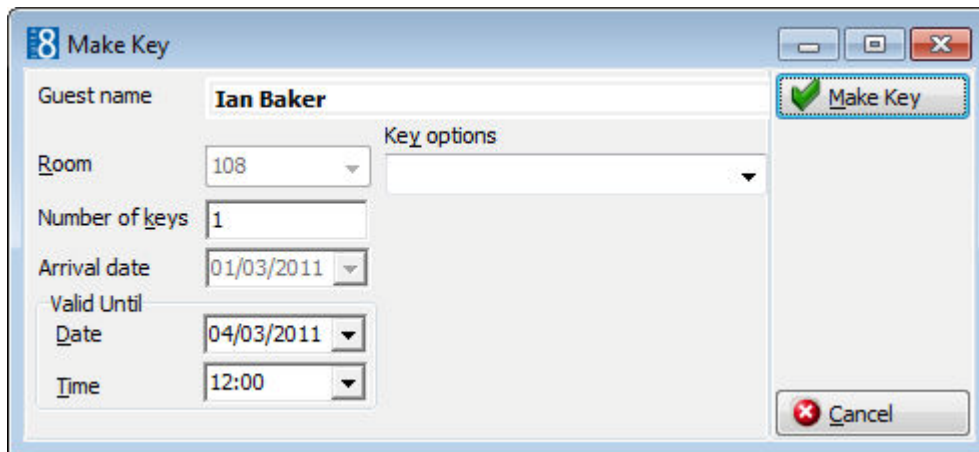 8 Make Key
Guest name Ian Baker
Make Key
Key options
Room 108
Number of keys 1
Arrival date 01/03/2011
Valid Until
Date 04/03/2011
Time 12:00
Cancel